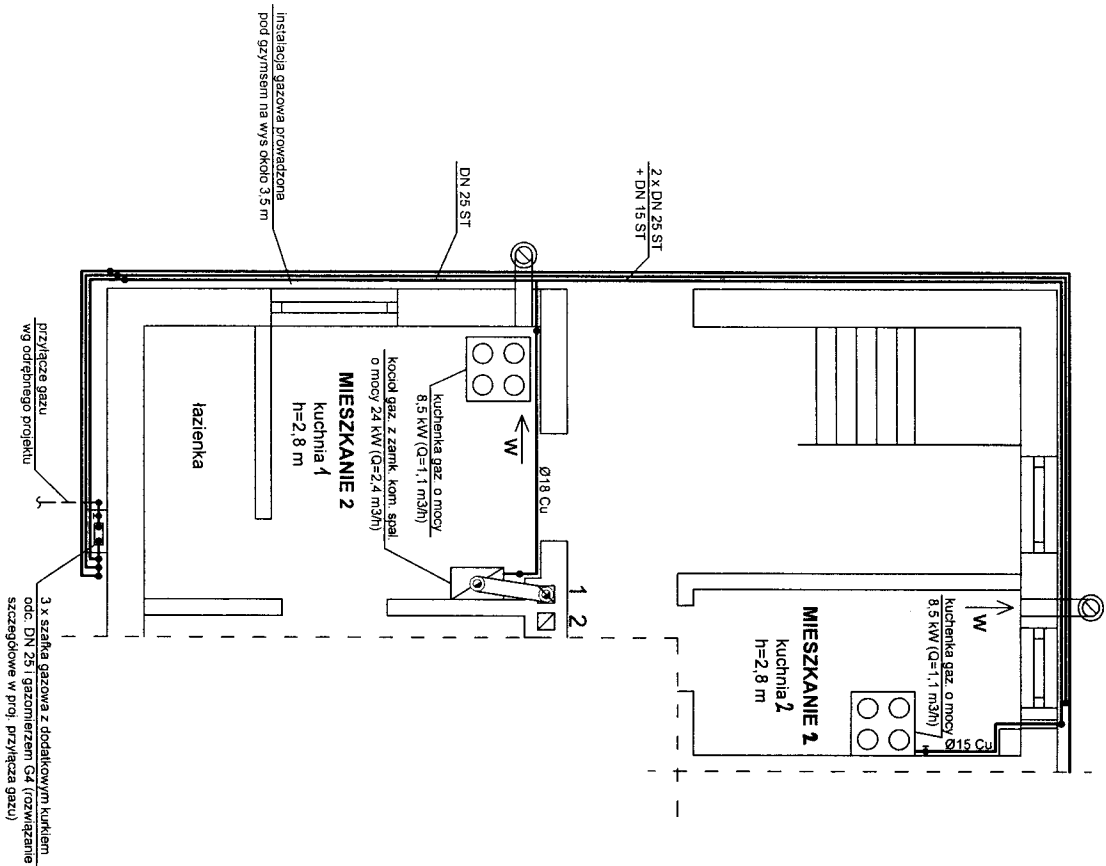 instalacja gazowa prowadzona
pod gzymsem na wys około 3,5 m
DN 25 ST
2 x DN 25 ST
+ DN 15 ST
przyłącze gazu
wg odrębnego projektu
łazienka
MIESZKANIE 2
kuchnia 1
h=2,8 m
kocioł gaz. z zamk. kom. spal.
o mocy 24 kW (Q=2,4 m3/h)
kuchenka gaz. o mocy
8,5 kW (Q=1,1 m3/h)
W
Ø18 Cu
1
2
MIESZKANIE 2
kuchnia 2
h=2,8 m
kuchenka gaz. o mocy
8,5 kW (Q=1,1 m3/h)
W
Ø15 Cu
3 x szafka gazowa z dodatkowym kurkiem
odc. DN 25 i gazomierzem G4 (rozwiązanie
szczegółowe w proj. przyłącza gazu)